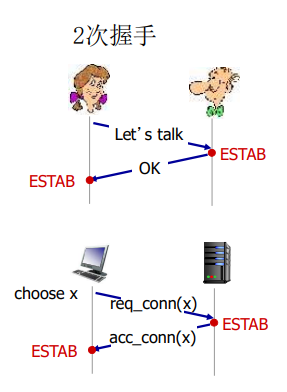 2次握手
Let's talk
ESTAB
OK
ESTAB
choose x
req_conn(x)
ESTAB
acc_conn(x)
ESTAB